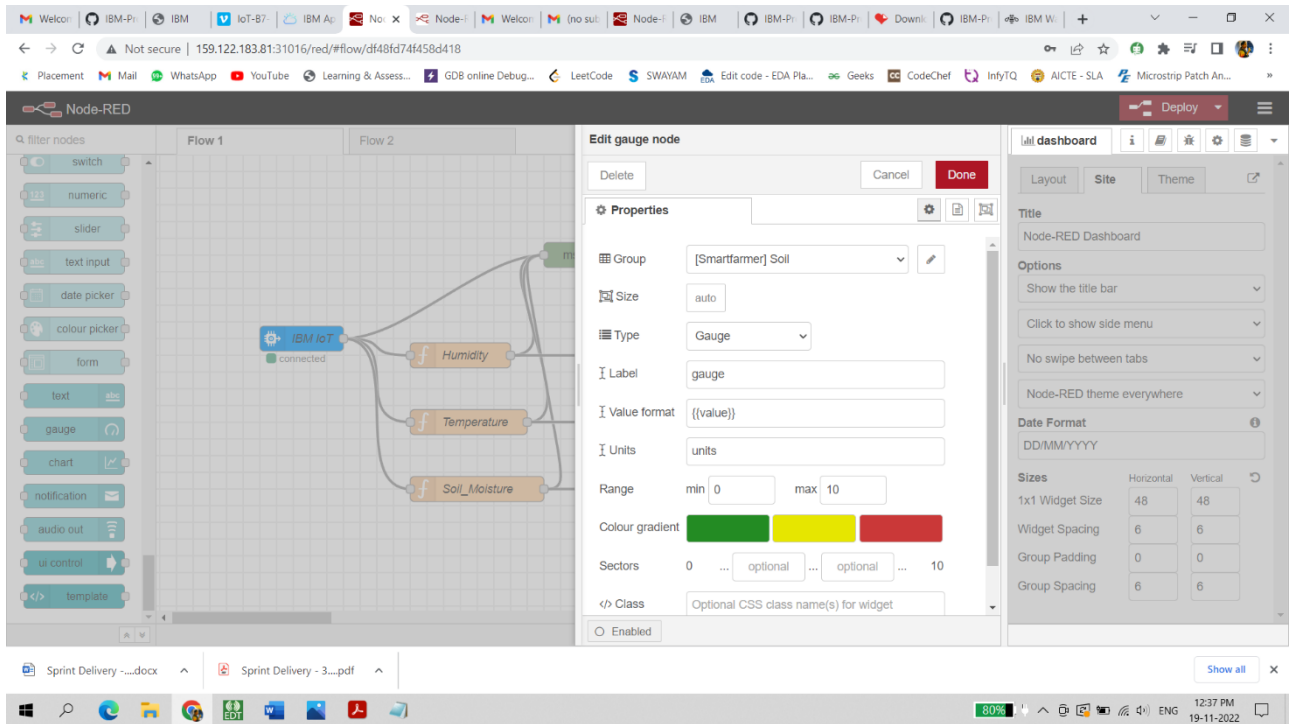 Welcon
IBM-Pr
IBM
IoT-B7-
IBM Ap
Noc
Node-F
Welcon
(no sub
Node-F
IBM
IBM-Pr
IBM-Pr
Downlc
IBM-Pr
IBM Wa
Not secure | 159.122.183.81:31016/red/#flow/df48fd74f458d418
Placement Mail WhatsApp YouTube Learning & Assess... GDB online Debug... LeetCode SWAYAM Edit code - EDA Pla... Geeks CodeChef InfyTQ AICTE - SLA Microstrip Patch An... »
Node-RED Deploy
filter nodes
switch
numeric
slider
text input
date picker
colour picker
form
text
gauge
chart
notification
audio out
ui control
template
Flow 1 Flow 2
IBM IoT
connected
Humidity
Temperature
Soil_Moisture
Edit gauge node
Delete Cancel Done
Properties
Group [Smartfarmer] Soil
Size auto
Type Gauge
Label gauge
Value format {{value}}
Units units
Range min 0 max 10
Colour gradient
Sectors 0 ... optional ... optional ... 10
</> Class Optional CSS class name(s) for widget
Enabled
dashboard
Layout Site Theme
Title
Node-RED Dashboard
Options
Show the title bar
Click to show side menu
No swipe between tabs
Node-RED theme everywhere
Date Format
DD/MM/YYYY
Sizes Horizontal Vertical
1x1 Widget Size 48 48
Widget Spacing 6 6
Group Padding 0 0
Group Spacing 6 6
Sprint Delivery -....docx Sprint Delivery - 3....pdf Show all
80% ENG 12:37 PM
19-11-2022